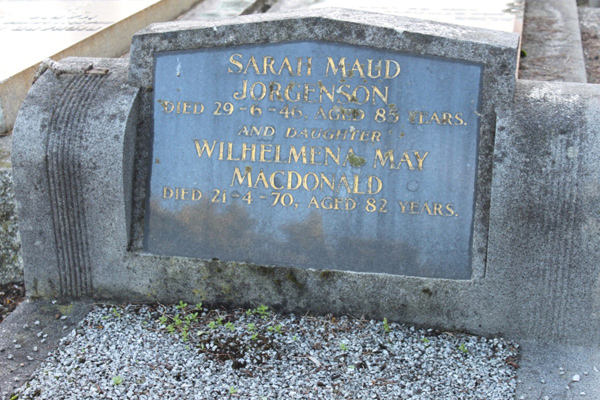 SARAH MAUD
JORGENSON
DIED 29-6-46, AGED 85 YEARS.
AND DAUGHTER
WILHELMENA MAY
MACDONALD
DIED 21-4-70, AGED 82 YEARS.